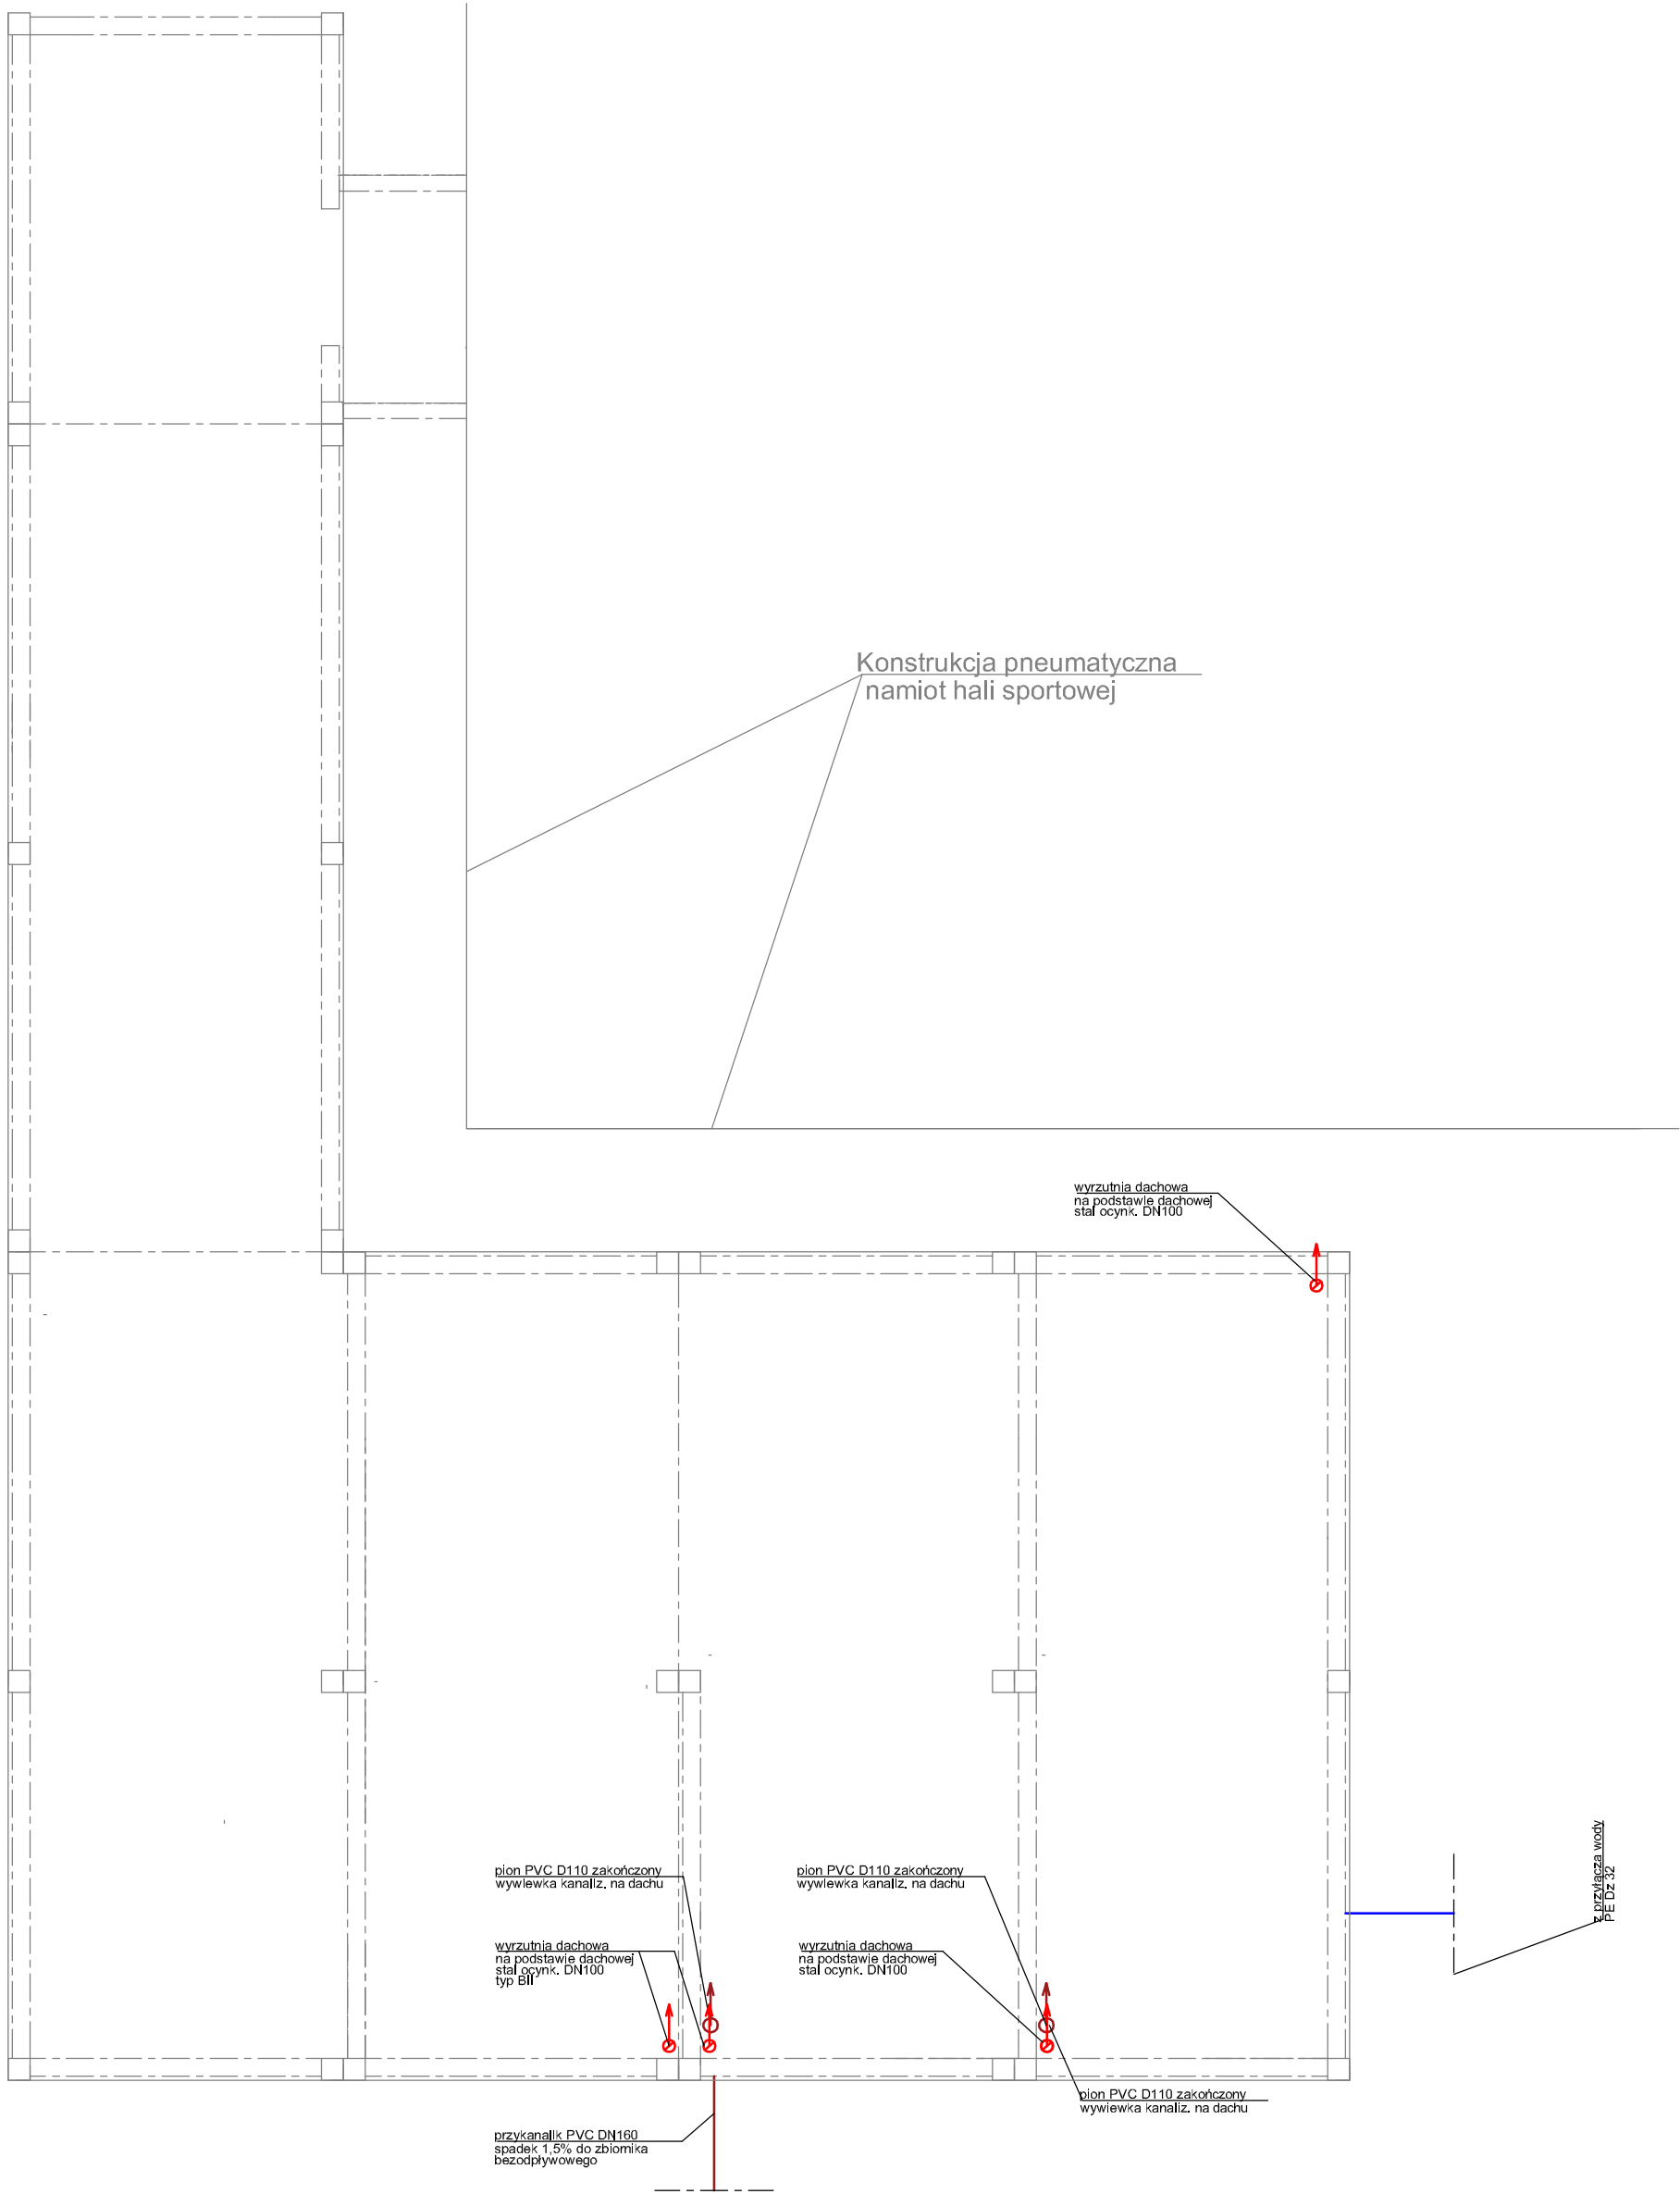 Konstrukcja pneumatyczna
namiot hali sportowej
wyrzutnia dachowa
na podstawie dachowej
stal ocynk. DN100
pion PVC D110 zakończony
wywiewka kanaliz. na dachu
pion PVC D110 zakończony
wywiewka kanaliz. na dachu
z przyłącza wody
PE Dz 32
wyrzutnia dachowa
na podstawie dachowej
stal ocynk. DN100
typ BII
wyrzutnia dachowa
na podstawie dachowej
stal ocynk. DN100
pion PVC D110 zakończony
wywiewka kanaliz. na dachu
przykanalik PVC DN160
spadek 1,5% do zbiornika
bezodpływowego